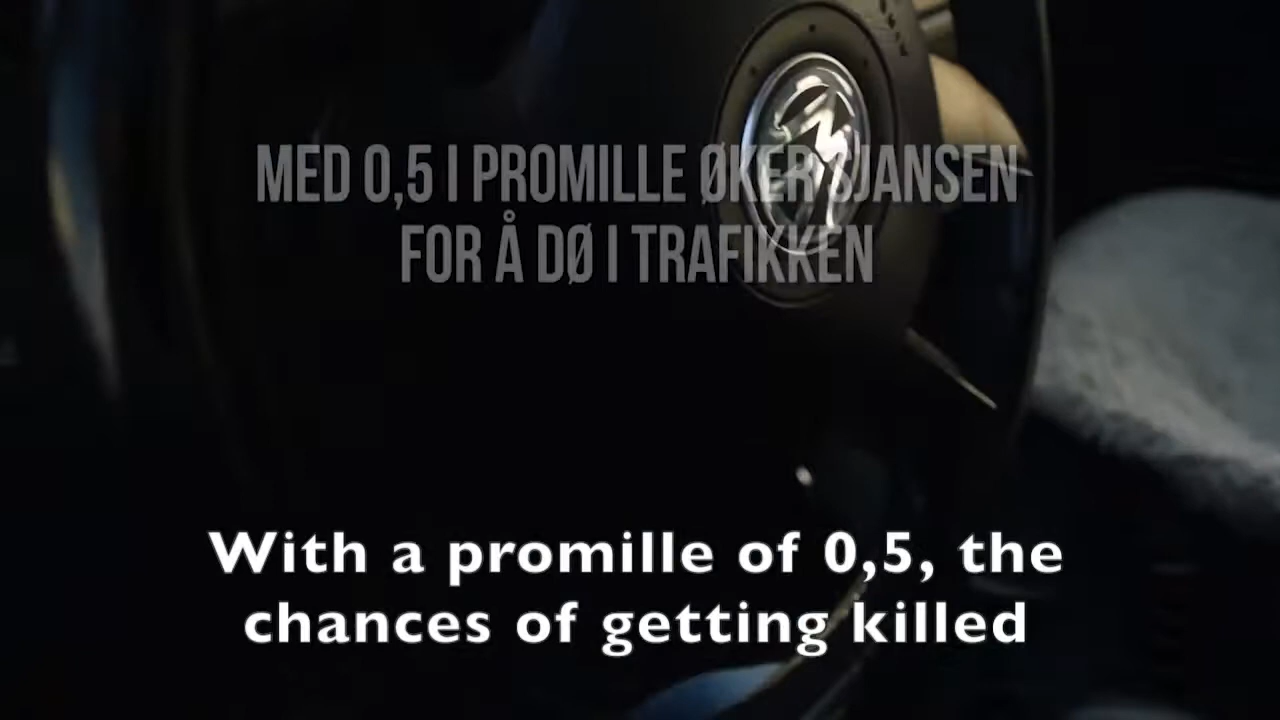 MED 0,5 I PROMILLE ØKER SJANSEN
FOR Å DØ I TRAFIKKEN
With a promille of 0,5, the
chances of getting killed